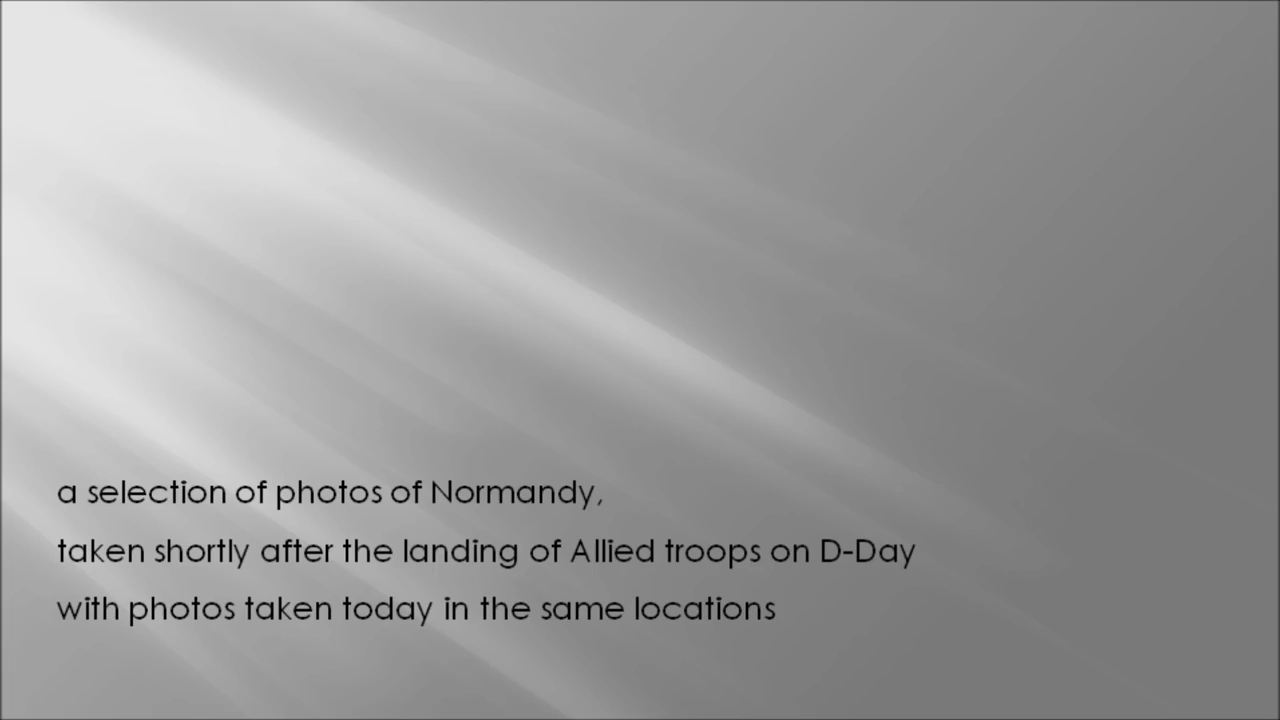 a selection of photos of Normandy,
taken shortly after the landing of Allied troops on D-Day
with photos taken today in the same locations